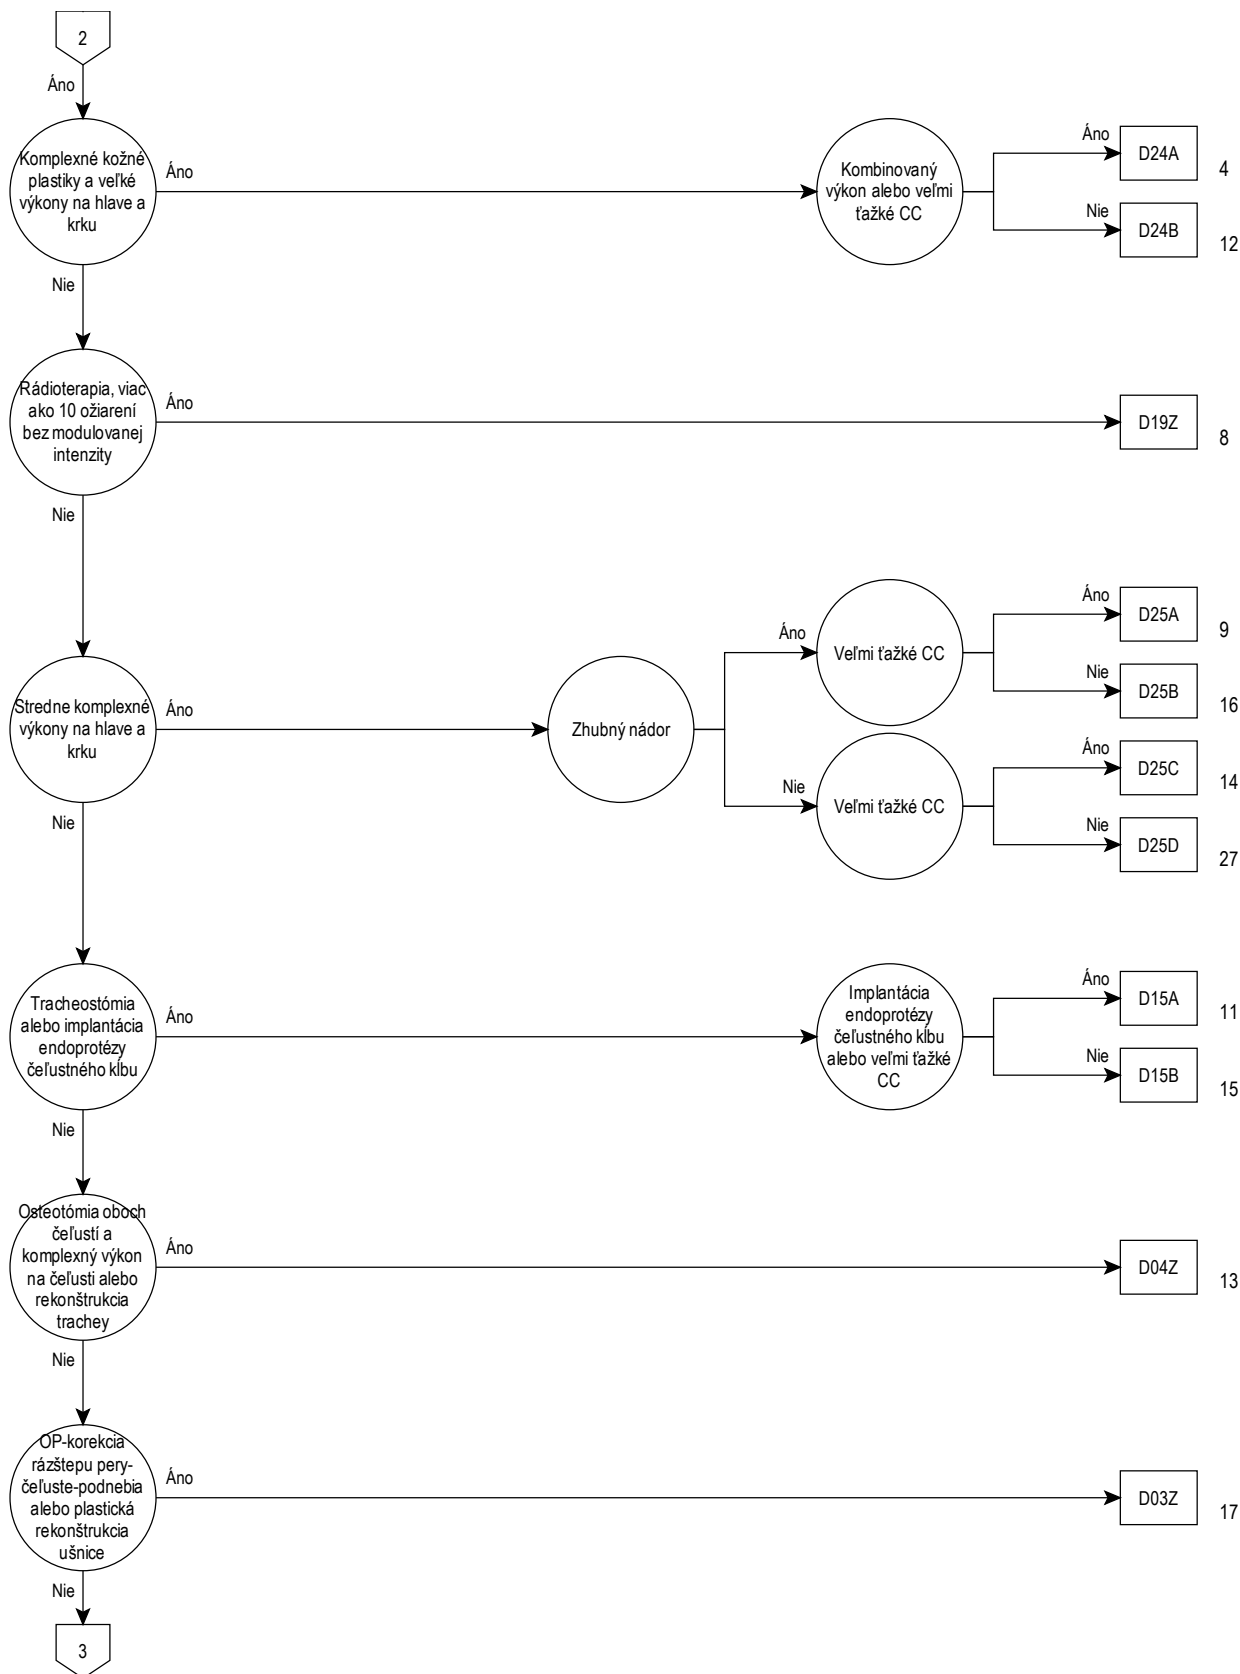 2
Áno
Komplexné kožné
plastiky a veľké
výkony na hlave a
krku
Áno
Kombinovaný
výkon alebo veľmi
ťažké CC
Áno
D24A
4
Nie
D24B
12
Nie
Rádioterapia, viac
ako 10 ožiarení
bez modulovanej
intenzity
Áno
D19Z
8
Nie
Stredne komplexné
výkony na hlave a
krku
Áno
Zhubný nádor
Áno
Veľmi ťažké CC
Áno
D25A
9
Nie
D25B
16
Nie
Veľmi ťažké CC
Áno
D25C
14
Nie
D25D
27
Nie
Tracheostómia
alebo implantácia
endoprotézy
čeľustného kĺbu
Áno
Implantácia
endoprotézy
čeľustného kĺbu
alebo veľmi ťažké
CC
Áno
D15A
11
Nie
D15B
15
Nie
Osteotómia oboch
čeľustí a
komplexný výkon
na čeľusti alebo
rekonštrukcia
trachey
Áno
D04Z
13
Nie
OP-korekcia
rázštepu pery-
čeľuste-podnebia
alebo plastická
rekonštrukcia
ušnice
Áno
D03Z
17
Nie
3